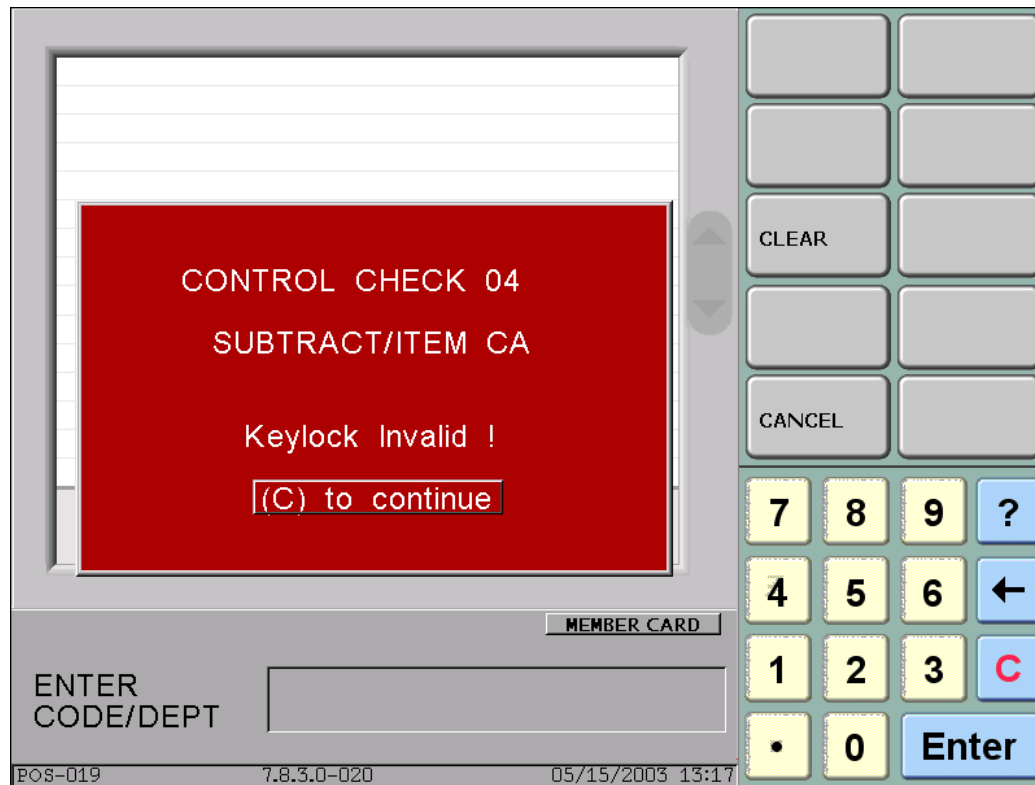 CONTROL CHECK 04
SUBTRACT/ITEM CA
Keylock Invalid !
(C) to continue
MEMBER CARD
ENTER
CODE/DEPT
POS-019 7.8.3.0-020 05/15/2003 13:17
CLEAR
CANCEL
7 8 9 ?
4 5 6 ←
1 2 3 C
. 0 Enter